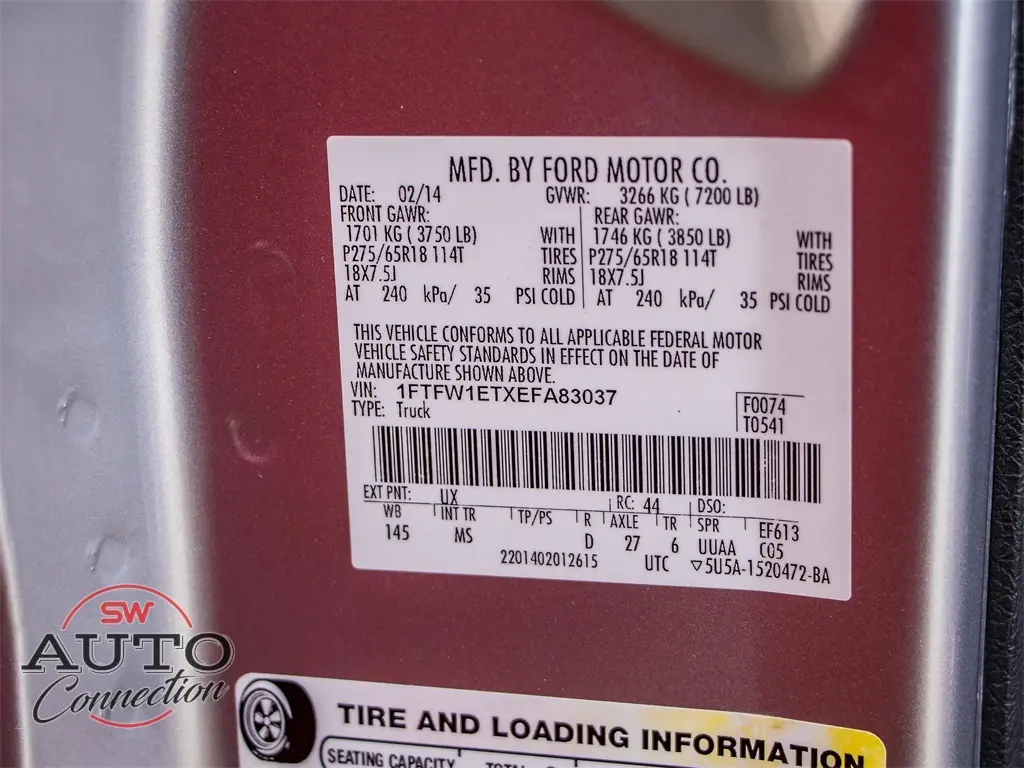 MFD. BY FORD MOTOR CO.
DATE: 02/14 GVWR: 3266 KG ( 7200 LB)
FRONT GAWR: REAR GAWR:
1701 KG ( 3750 LB) WITH 1746 KG ( 3850 LB) WITH
P275/65R18 114T TIRES P275/65R18 114T TIRES
18X7.5J RIMS 18X7.5J RIMS
AT 240 kPa/ 35 PSI COLD AT 240 kPa/ 35 PSI COLD
THIS VEHICLE CONFORMS TO ALL APPLICABLE FEDERAL MOTOR
VEHICLE SAFETY STANDARDS IN EFFECT ON THE DATE OF
MANUFACTURE SHOWN ABOVE.
VIN: 1FTFW1ETXEFA83037
TYPE: Truck
F0074
T0541
EXT PNT: UX RC: 44 DSO:
WB INT TR TP/PS R AXLE TR SPR EF613
145 MS D 27 6 UUAA C05
2201402012615 UTC ▽5U5A-1520472-BA
SW
AUTO
Connection
TIRE AND LOADING INFORMATION
SEATING CAPACITY